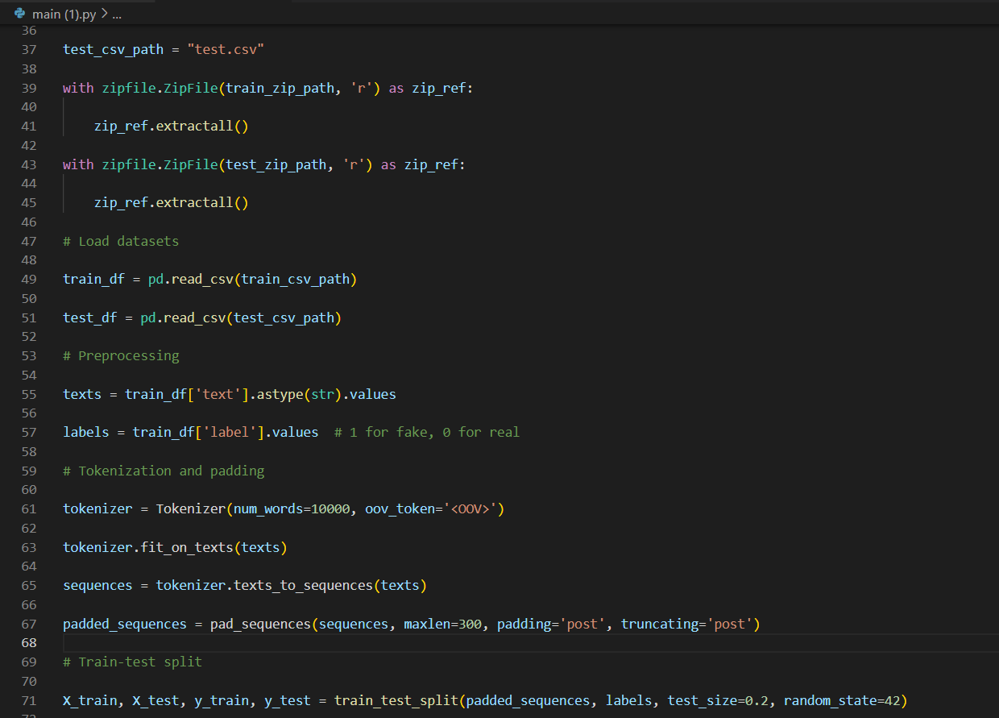 main (1).py > ...
36
37 test_csv_path = "test.csv"
38
39 with zipfile.ZipFile(train_zip_path, 'r') as zip_ref:
40
41     zip_ref.extractall()
42
43 with zipfile.ZipFile(test_zip_path, 'r') as zip_ref:
44
45     zip_ref.extractall()
46
47 # Load datasets
48
49 train_df = pd.read_csv(train_csv_path)
50
51 test_df = pd.read_csv(test_csv_path)
52
53 # Preprocessing
54
55 texts = train_df['text'].astype(str).values
56
57 labels = train_df['label'].values  # 1 for fake, 0 for real
58
59 # Tokenization and padding
60
61 tokenizer = Tokenizer(num_words=10000, oov_token='<OOV>')
62
63 tokenizer.fit_on_texts(texts)
64
65 sequences = tokenizer.texts_to_sequences(texts)
66
67 padded_sequences = pad_sequences(sequences, maxlen=300, padding='post', truncating='post')
68
69 # Train-test split
70
71 X_train, X_test, y_train, y_test = train_test_split(padded_sequences, labels, test_size=0.2, random_state=42)